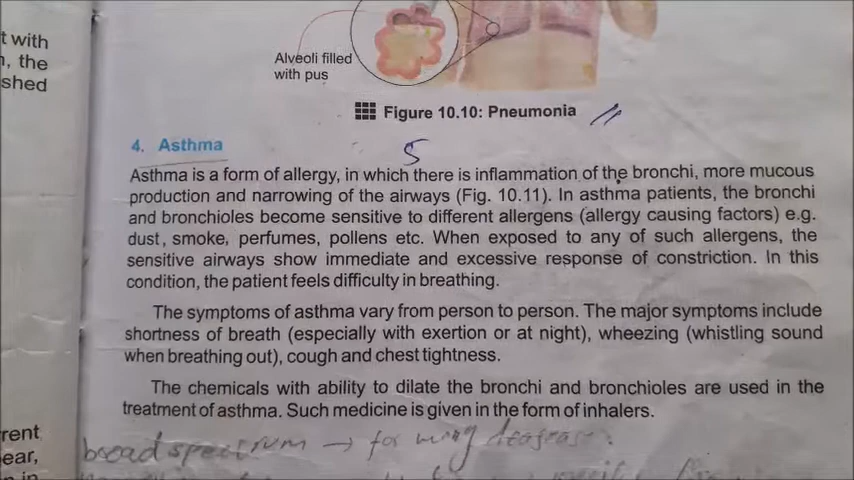 t with
, the
shed
Alveoli filled
with pus
Figure 10.10: Pneumonia
4. Asthma
5
Asthma is a form of allergy, in which there is inflammation of the bronchi, more mucous
production and narrowing of the airways (Fig. 10.11). In asthma patients, the bronchi
and bronchioles become sensitive to different allergens (allergy causing factors) e.g.
dust, smoke, perfumes, pollens etc. When exposed to any of such allergens, the
sensitive airways show immediate and excessive response of constriction. In this
condition, the patient feels difficulty in breathing.
The symptoms of asthma vary from person to person. The major symptoms include
shortness of breath (especially with exertion or at night), wheezing (whistling sound
when breathing out), cough and chest tightness.
The chemicals with ability to dilate the bronchi and bronchioles are used in the
treatment of asthma. Such medicine is given in the form of inhalers.
rent
ear,
broad spectrum → for